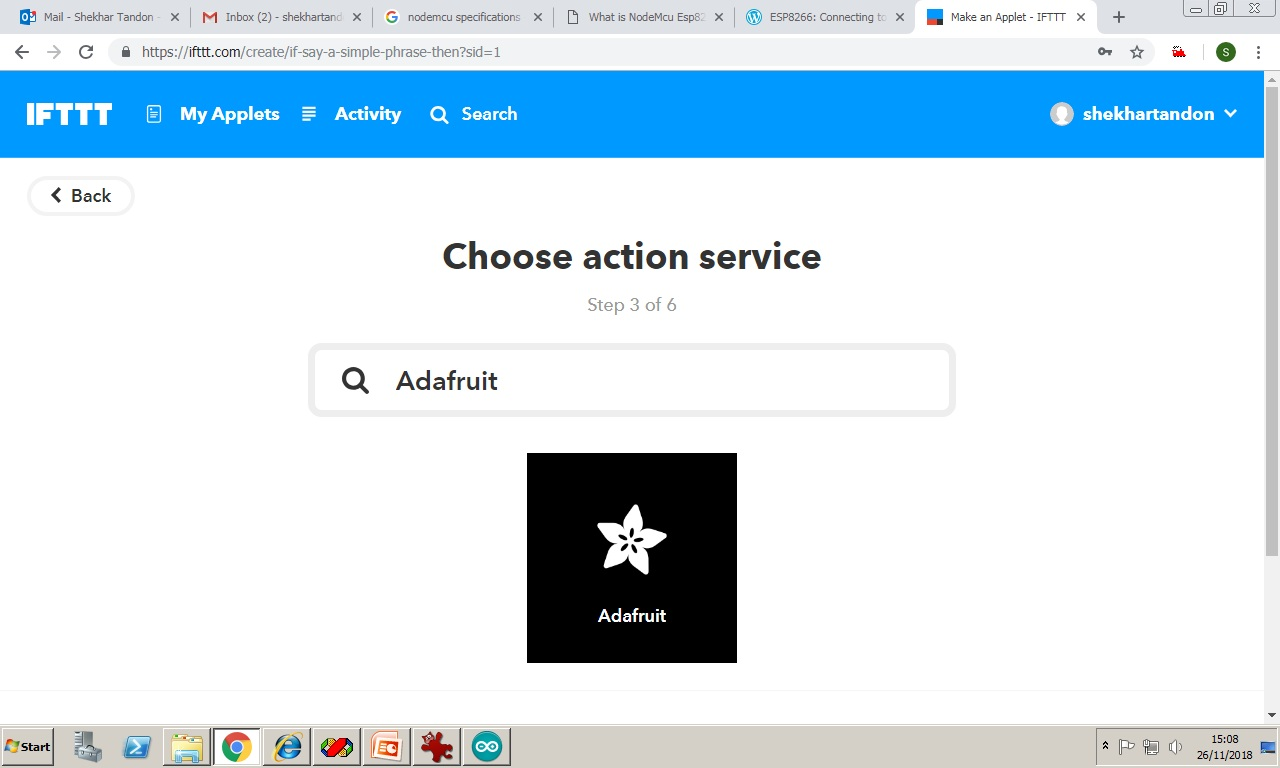 Mail - Shekhar Tandon -
Inbox (2) - shekhartand
nodemcu specifications
What is NodeMcu Esp82
ESP8266: Connecting to
Make an Applet - IFTTT
https://ifttt.com/create/if-say-a-simple-phrase-then?sid=1
S
IFTTT
My Applets
Activity
Search
shekhartandon
Back
Choose action service
Step 3 of 6
Adafruit
Adafruit
Start
15:08
26/11/2018